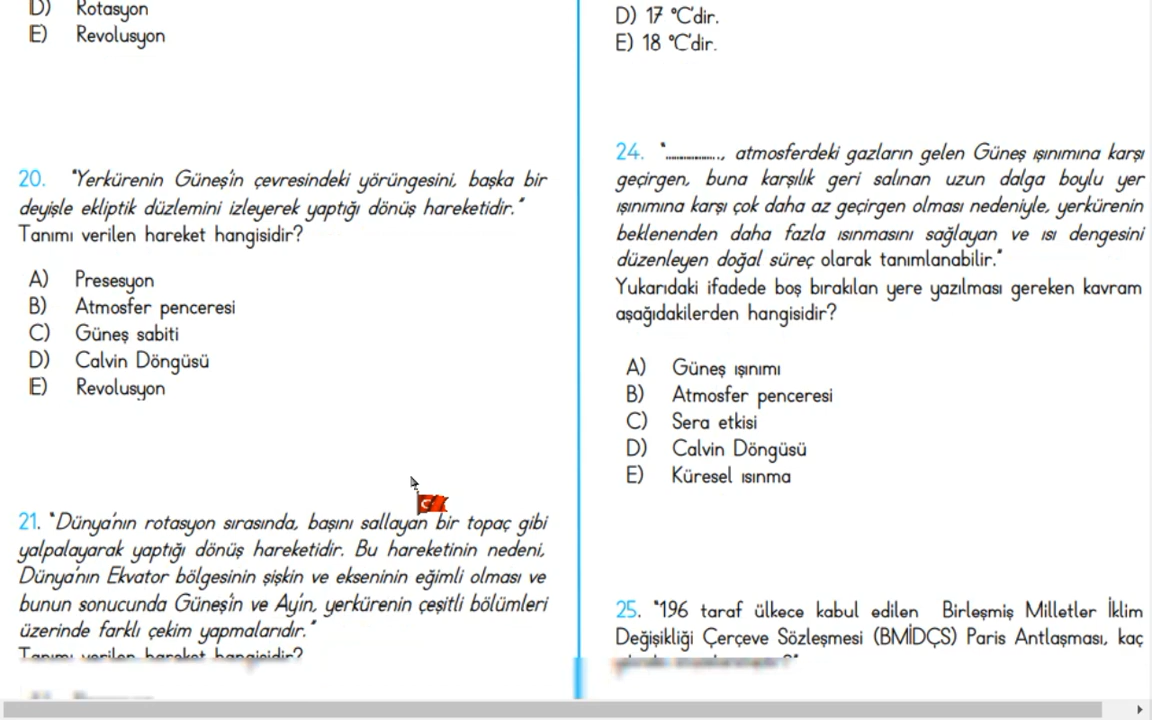 D) Rotasyon
E) Revolusyon
20. "Yerkürenin Güneş'in çevresindeki yörüngesini, başka bir
deyişle ekliptik düzlemini izleyerek yaptığı dönüş hareketidir."
Tanımı verilen hareket hangisidir?
A) Presesyon
B) Atmosfer penceresi
C) Güneş sabiti
D) Calvin Döngüsü
E) Revolusyon
21. "Dünya'nın rotasyon sırasında, başını sallayan bir topaç gibi
yalpalayarak yaptığı dönüş hareketidir. Bu hareketinin nedeni,
Dünya'nın Ekvator bölgesinin şişkin ve ekseninin eğimli olması ve
bunun sonucunda Güneş'in ve Ay'ın, yerkürenin çeşitli bölümleri
üzerinde farklı çekim yapmalarıdır."
Tanımı verilen hareket hangisidir?
D) 17 °C'dir.
E) 18 °C'dir.
24. "................., atmosferdeki gazların gelen Güneş ışınımına karşı
geçirgen, buna karşılık geri salınan uzun dalga boylu yer
ışınımına karşı çok daha az geçirgen olması nedeniyle, yerkürenin
beklenenden daha fazla ısınmasını sağlayan ve ısı dengesini
düzenleyen doğal süreç olarak tanımlanabilir."
Yukarıdaki ifadede boş bırakılan yere yazılması gereken kavram
aşağıdakilerden hangisidir?
A) Güneş ışınımı
B) Atmosfer penceresi
C) Sera etkisi
D) Calvin Döngüsü
E) Küresel ısınma
25. "196 taraf ülkece kabul edilen Birleşmiş Milletler İklim
Değişikliği Çerçeve Sözleşmesi (BMİDÇS) Paris Antlaşması, kaç